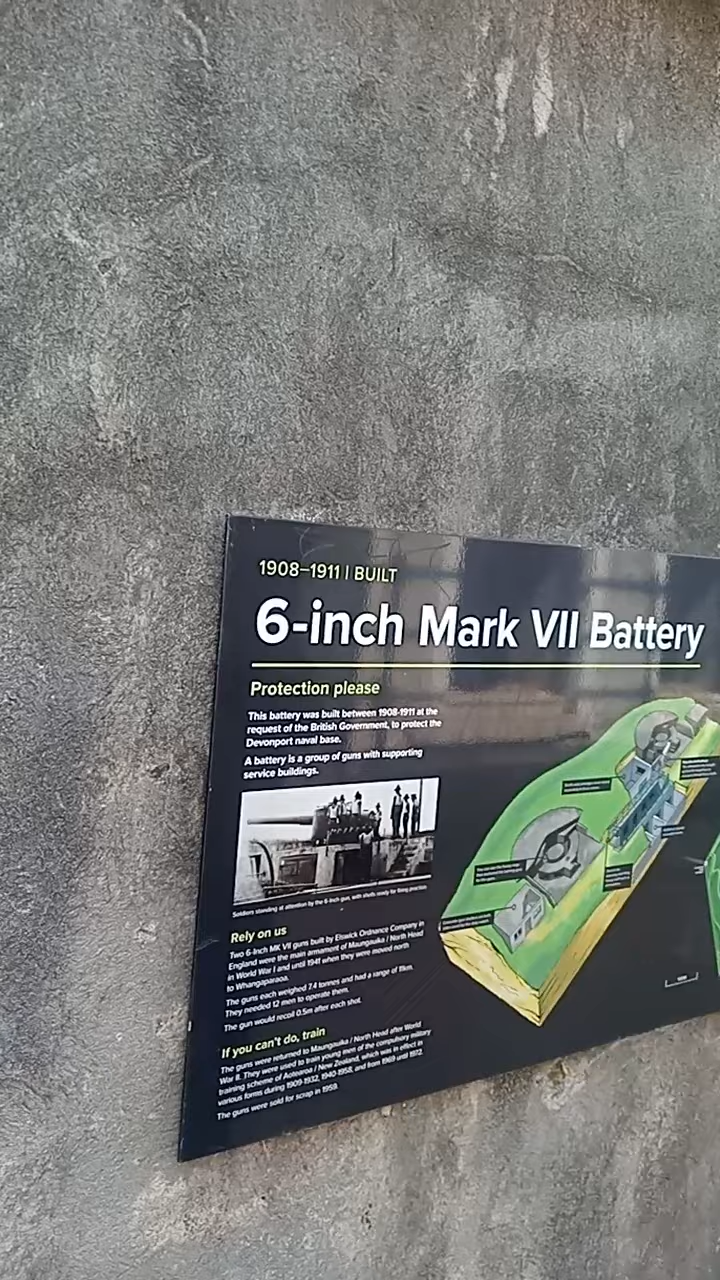 1908–1911 | BUILT
6-inch Mark VII Battery
Protection please
This battery was built between 1908-1911 at the
request of the British Government, to protect the
Devonport naval base.
A battery is a group of guns with supporting
service buildings.
Soldiers standing at attention by the 6-inch gun, with shells ready for firing practice
Rely on us
Two 6-inch MK VII guns built by Elswick Ordnance Company in
England were the main armament of Maungauika / North Head
in World War I and until 1941 when they were moved north
to Whangaparaoa.
The guns each weighed 7.4 tonnes and had a range of 11km.
They needed 12 men to operate them.
The gun would recoil 0.5m after each shot.
If you can't do, train
The guns were returned to Maungauika / North Head after World
War II. They were used to train young men of the compulsory military
training scheme of Aotearoa / New Zealand, which was in effect in
various forms during 1909-1932, 1940-1958, and from 1969 until 1972.
The guns were sold for scrap in 1959.